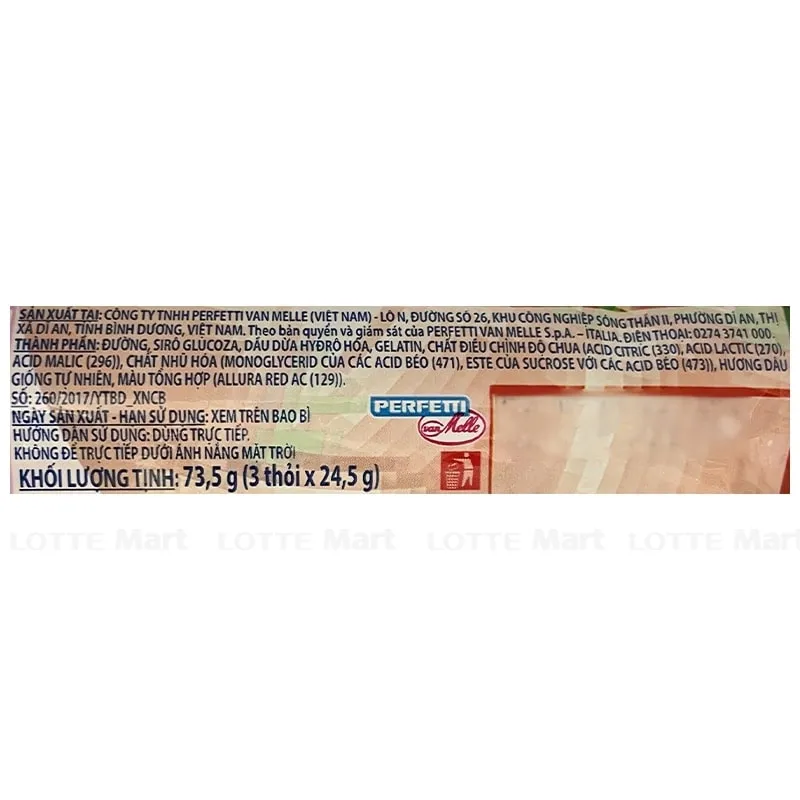 SẢN XUẤT TẠI: CÔNG TY TNHH PERFETTI VAN MELLE (VIỆT NAM) - LÔ N, ĐƯỜNG SỐ 26, KHU CÔNG NGHIỆP SÓNG THẦN II, PHƯỜNG DĨ AN, THỊ
XÃ DĨ AN, TỈNH BÌNH DƯƠNG, VIỆT NAM. Theo bản quyền và giám sát của PERFETTI VAN MELLE S.p.A. – ITALIA. ĐIỆN THOẠI: 0274 3741 000.
THÀNH PHẦN: ĐƯỜNG, SIRÔ GLUCOZA, DẦU DỪA HYĐRO HÓA, GELATIN, CHẤT ĐIỀU CHỈNH ĐỘ CHUA (ACID CITRIC (330), ACID LACTIC (270),
ACID MALIC (296)), CHẤT NHŨ HÓA (MONOGLYCERID CỦA CÁC ACID BÉO (471), ESTE CỦA SUCROSE VỚI CÁC ACID BÉO (473)), HƯƠNG DÂU
GIỐNG TỰ NHIÊN, MÀU TỔNG HỢP (ALLURA RED AC (129)).
SỐ: 260/2017/YTBD_XNCB
NGÀY SẢN XUẤT - HẠN SỬ DỤNG: XEM TRÊN BAO BÌ
HƯỚNG DẪN SỬ DỤNG: DÙNG TRỰC TIẾP.
KHÔNG ĐỂ TRỰC TIẾP DƯỚI ÁNH NẮNG MẶT TRỜI
KHỐI LƯỢNG TỊNH: 73,5 g (3 thỏi x 24,5 g)
PERFETTI
van Melle
LOTTE Mart LOTTE Mart LOTTE Mart LOTTE Mart